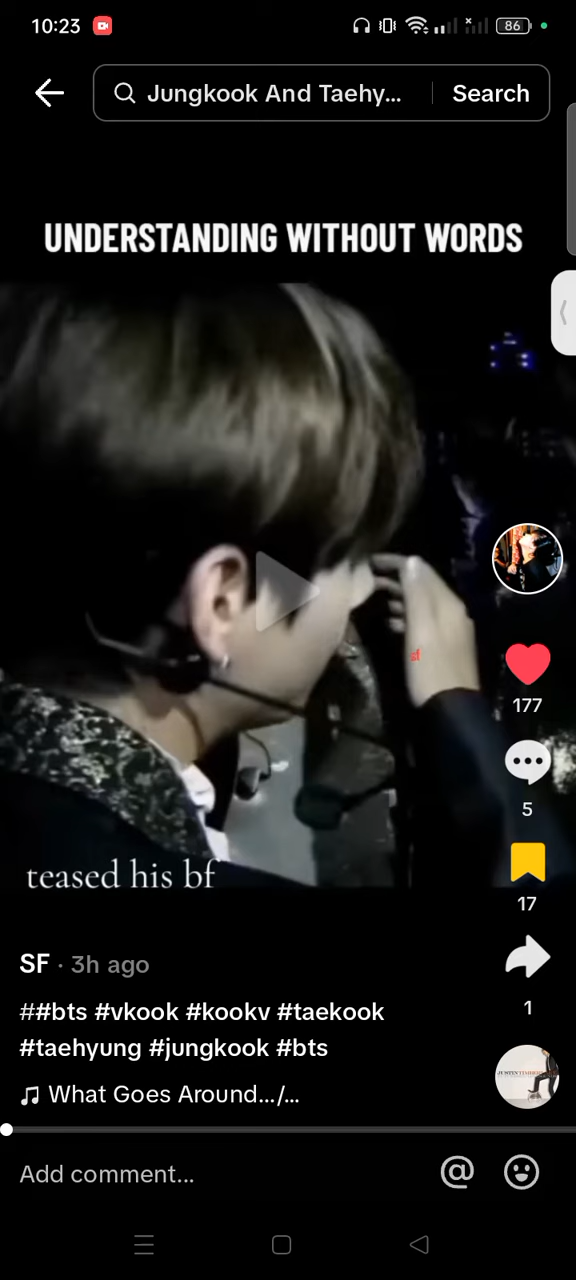 10:23
86
Jungkook And Taehy...
Search
UNDERSTANDING WITHOUT WORDS
sf
177
5
teased his bf
17
SF · 3h ago
1
##bts #vkook #kookv #taekook
#taehyung #jungkook #bts
What Goes Around.../...
Add comment...